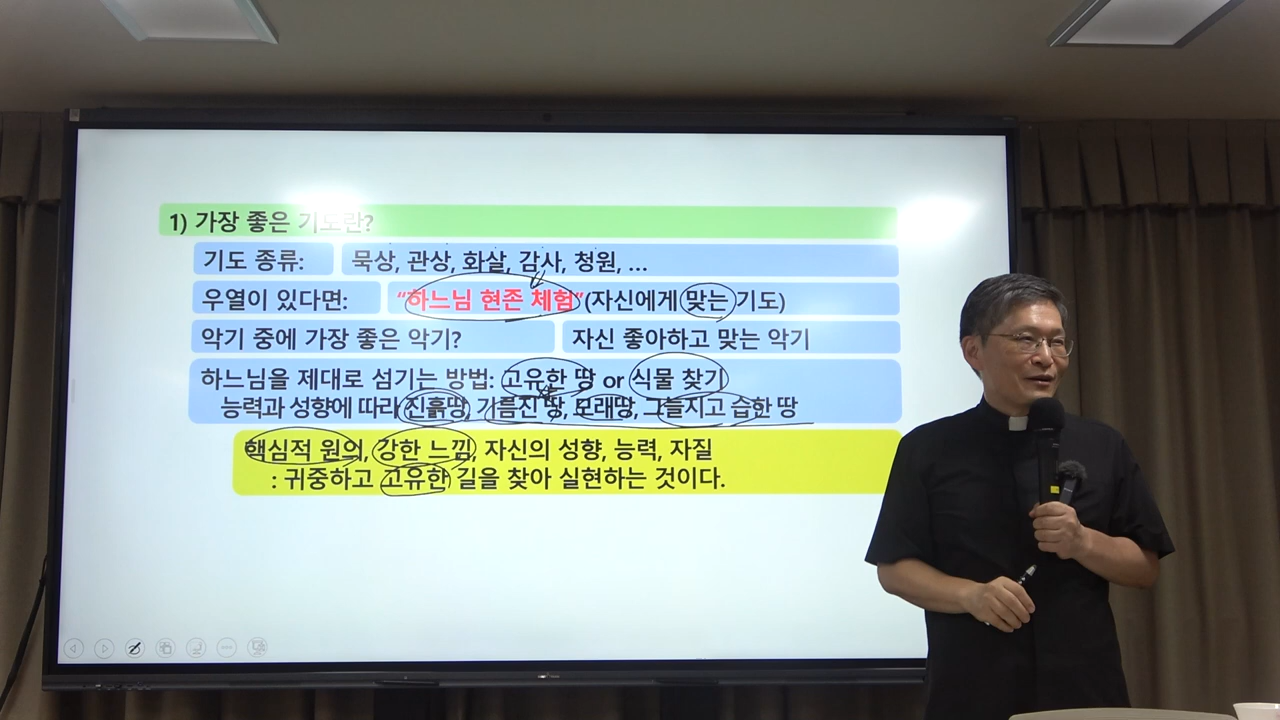 1) 가장 좋은 기도란?
기도 종류: 묵상, 관상, 화살, 감사, 청원, ...
우열이 있다면: “하느님 현존 체험”(자신에게 맞는 기도)
악기 중에 가장 좋은 악기? 자신 좋아하고 맞는 악기
하느님을 제대로 섬기는 방법: 고유한 땅 or 식물 찾기
능력과 성향에 따라 진흙땅, 기름진 땅, 모래땅, 그늘지고 습한 땅
핵심적 원의, 강한 느낌, 자신의 성향, 능력, 자질
: 귀중하고 고유한 길을 찾아 실현하는 것이다.